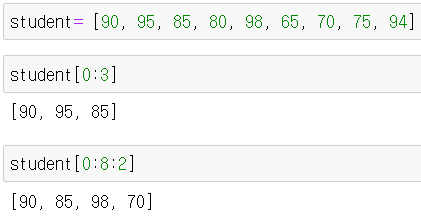 student= [90, 95, 85, 80, 98, 65, 70, 75, 94]
student[0:3]
[90, 95, 85]
student[0:8:2]
[90, 85, 98, 70]